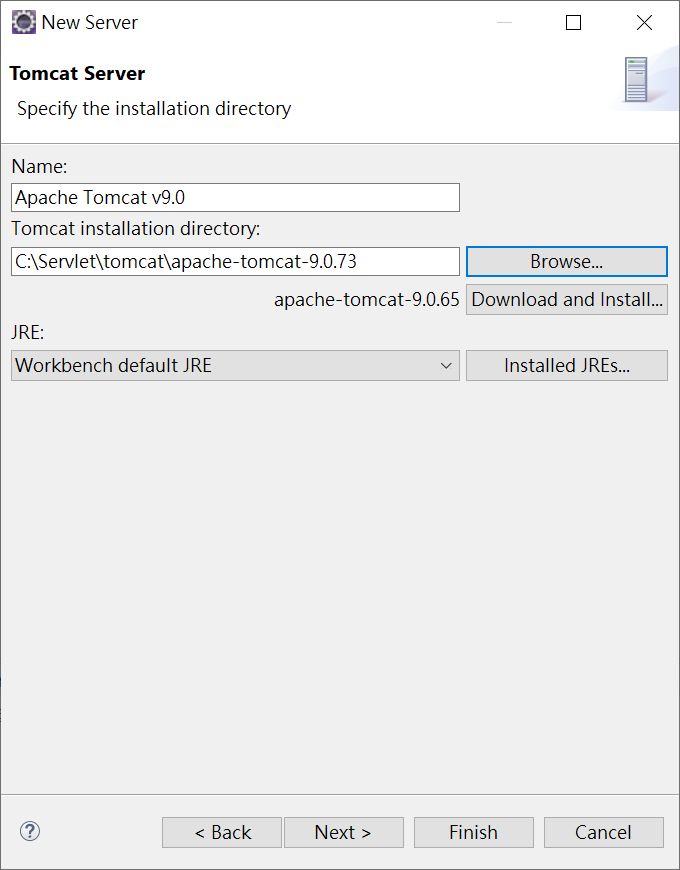 New Server
Tomcat Server
Specify the installation directory
Name:
Apache Tomcat v9.0
Tomcat installation directory:
C:\Servlet\tomcat\apache-tomcat-9.0.73
Browse...
apache-tomcat-9.0.65
Download and Install...
JRE:
Workbench default JRE
Installed JREs...
?
< Back
Next >
Finish
Cancel